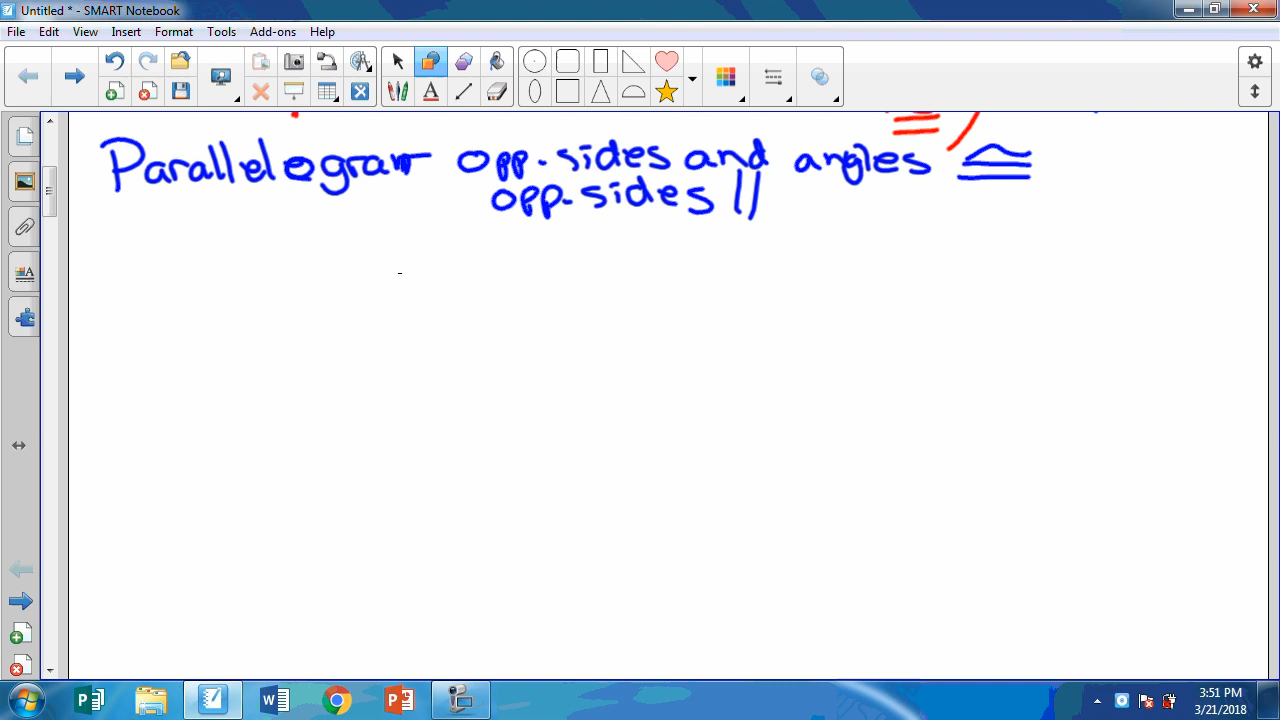 Untitled * - SMART Notebook
File Edit View Insert Format Tools Add-ons Help
Parallelogram opp. sides and angles ≅
opp. sides ||
3:51 PM
3/21/2018